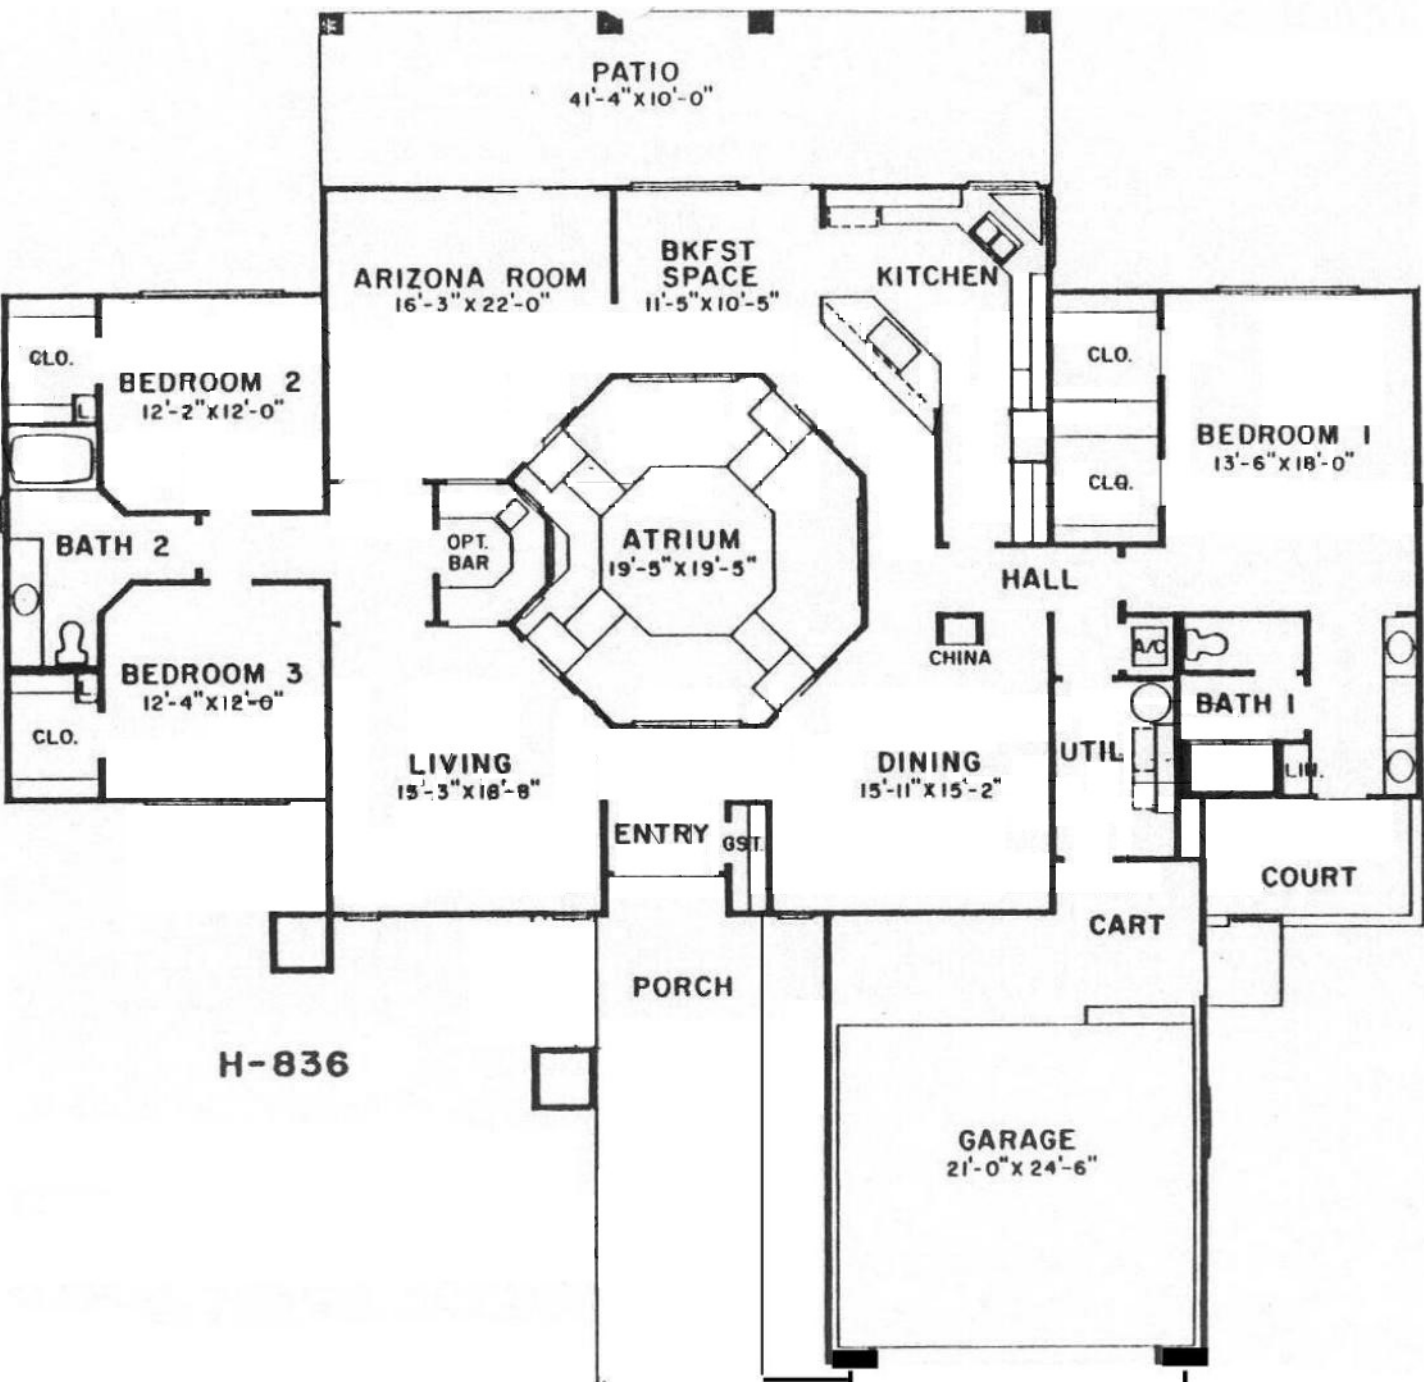 PATIO
41'-4"X10'-0"
BKFST
SPACE
11'-5"X10'-5"
ARIZONA ROOM
16'-3"X22'-0"
KITCHEN
CLO.
BEDROOM 2
12'-2"X12'-0"
L
CLO.
BEDROOM 1
13'-6"X18'-0"
CLO.
BATH 2
OPT.
BAR
ATRIUM
19'-5"X19'-5"
HALL
CHINA
A/C
BEDROOM 3
12'-4"X12'-0"
L
BATH 1
CLO.
LIVING
15'-3"X18'-8"
DINING
15'-11"X15'-2"
UTIL
LIN.
ENTRY
GST.
COURT
CART
PORCH
H-836
GARAGE
21'-0"X24'-6"